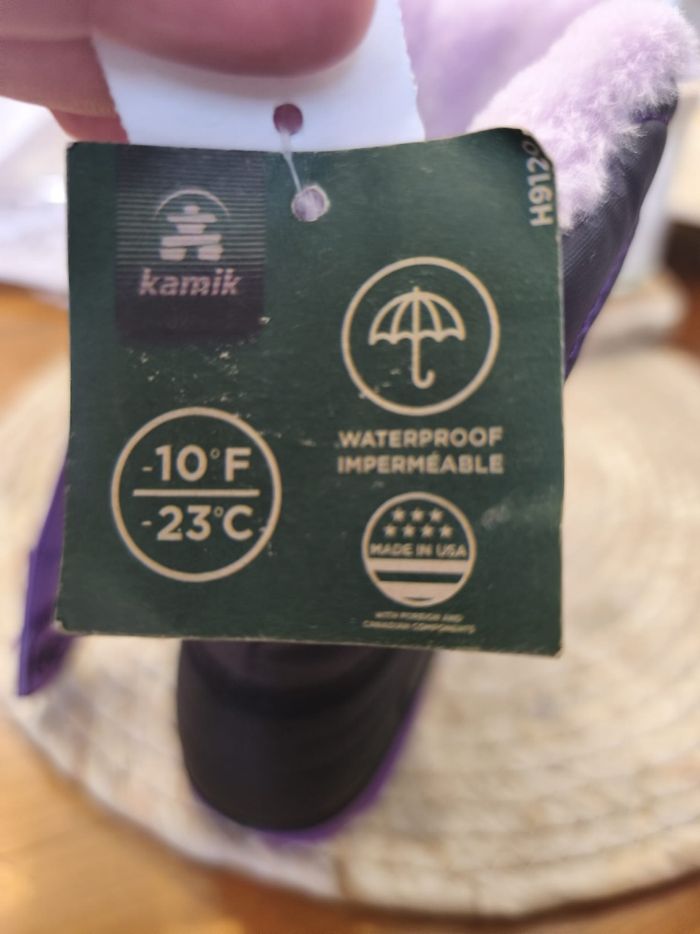 kamik
H912
WATERPROOF
IMPERMÉABLE
-10°F
-23°C
MADE IN USA
WITH FOREIGN AND
CANADIAN COMPONENTS